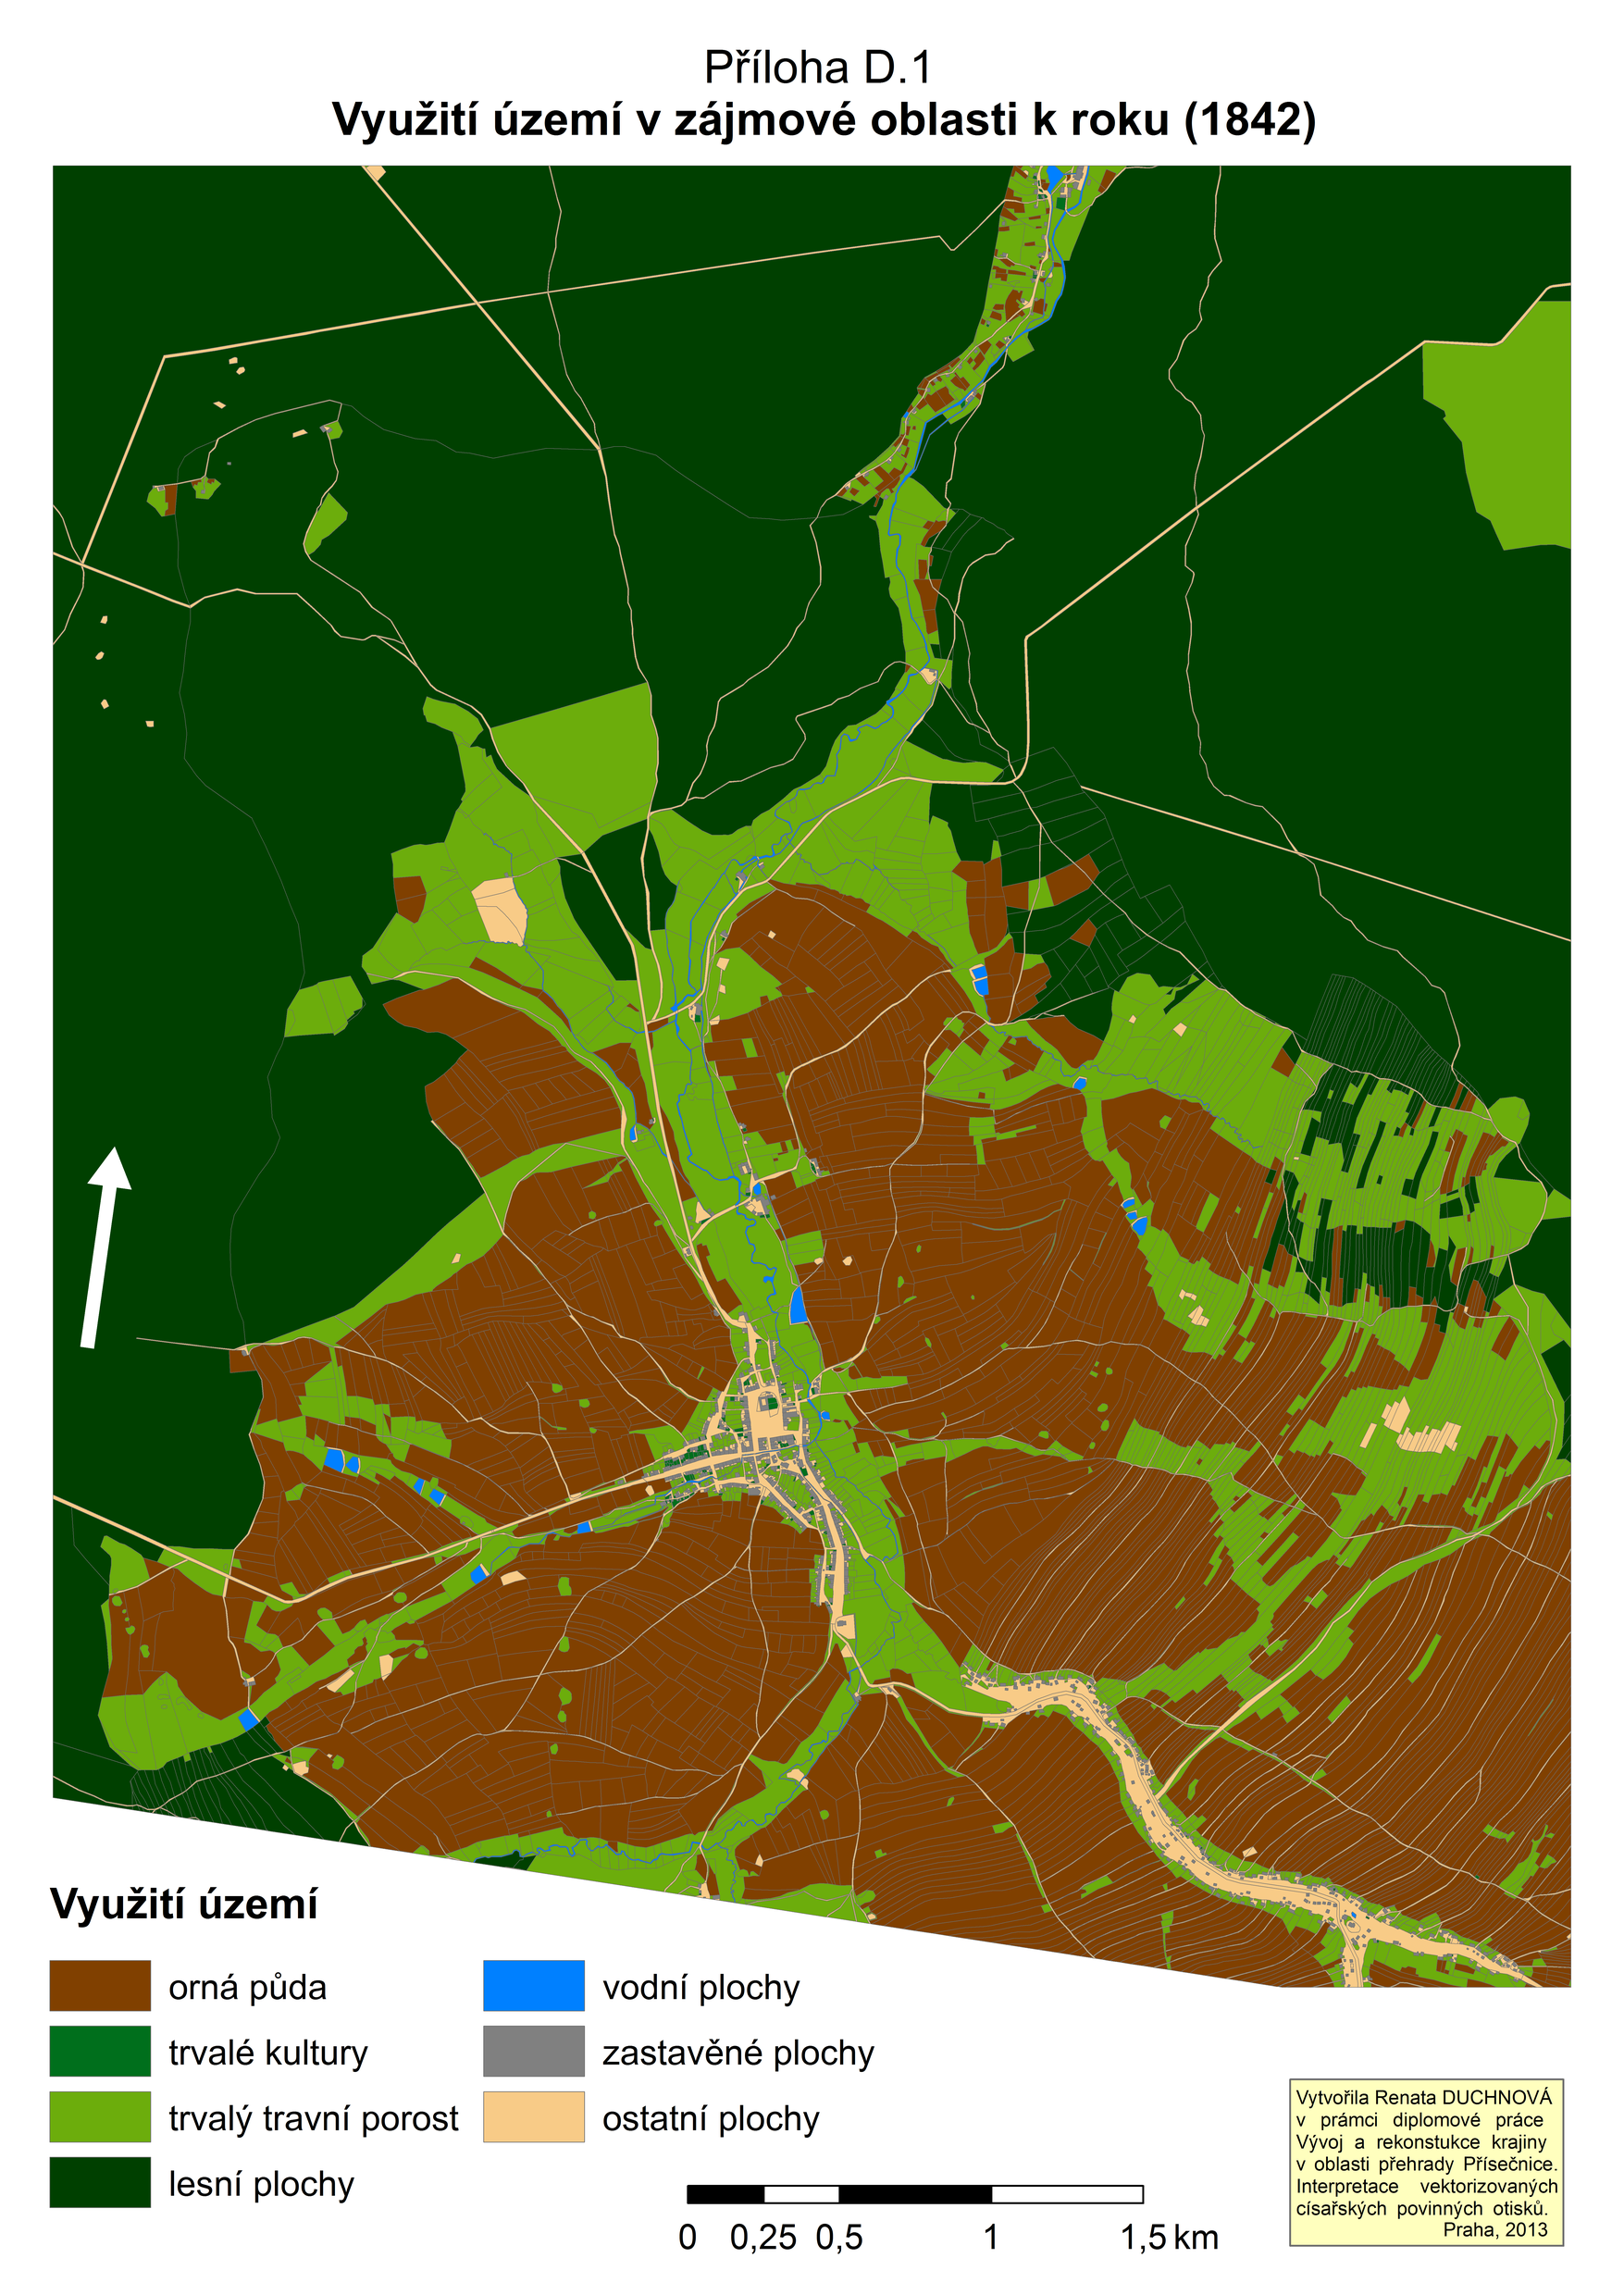 Příloha D.1
Využití území v zájmové oblasti k roku (1842)
Využití území
orná půda
trvalé kultury
trvalý travní porost
lesní plochy
vodní plochy
zastavěné plochy
ostatní plochy
0 0,25 0,5 1 1,5 km
Vytvořila Renata DUCHNOVÁ
v prámci diplomové práce
Vývoj a rekonstukce krajiny
v oblasti přehrady Přísečnice.
Interpretace vektorizovaných
císařských povinných otisků.
Praha, 2013